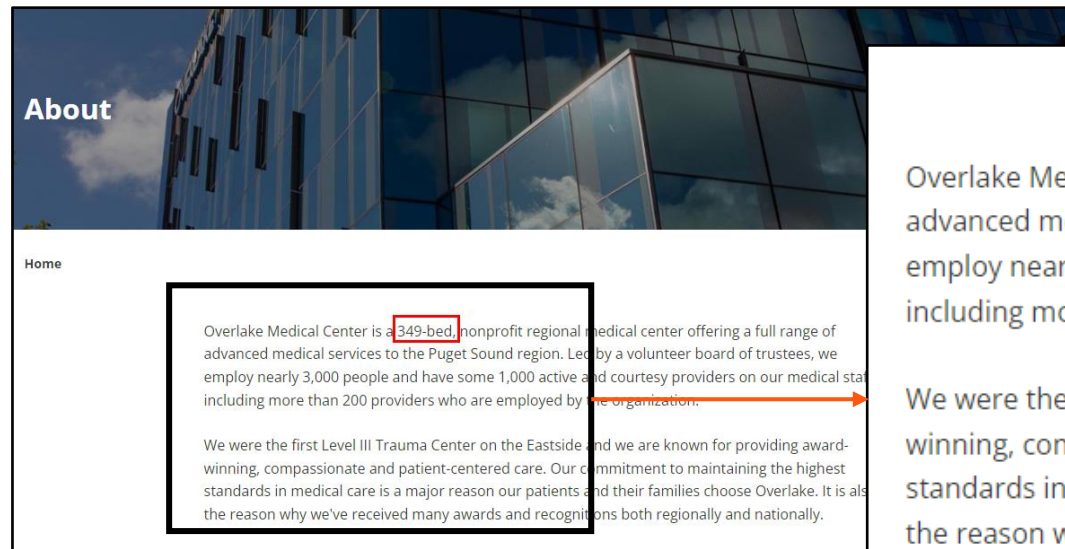 About
Home
Overlake Medical Center is a 349-bed, nonprofit regional medical center offering a full range of
advanced medical services to the Puget Sound region. Led by a volunteer board of trustees, we
employ nearly 3,000 people and have some 1,000 active and courtesy providers on our medical staf
including more than 200 providers who are employed by the organization.
We were the first Level III Trauma Center on the Eastside and we are known for providing award-
winning, compassionate and patient-centered care. Our commitment to maintaining the highest
standards in medical care is a major reason our patients and their families choose Overlake. It is als
the reason why we've received many awards and recognitions both regionally and nationally.
Overlake Me
advanced m
employ near
including mo
We were the
winning, con
standards in
the reason w